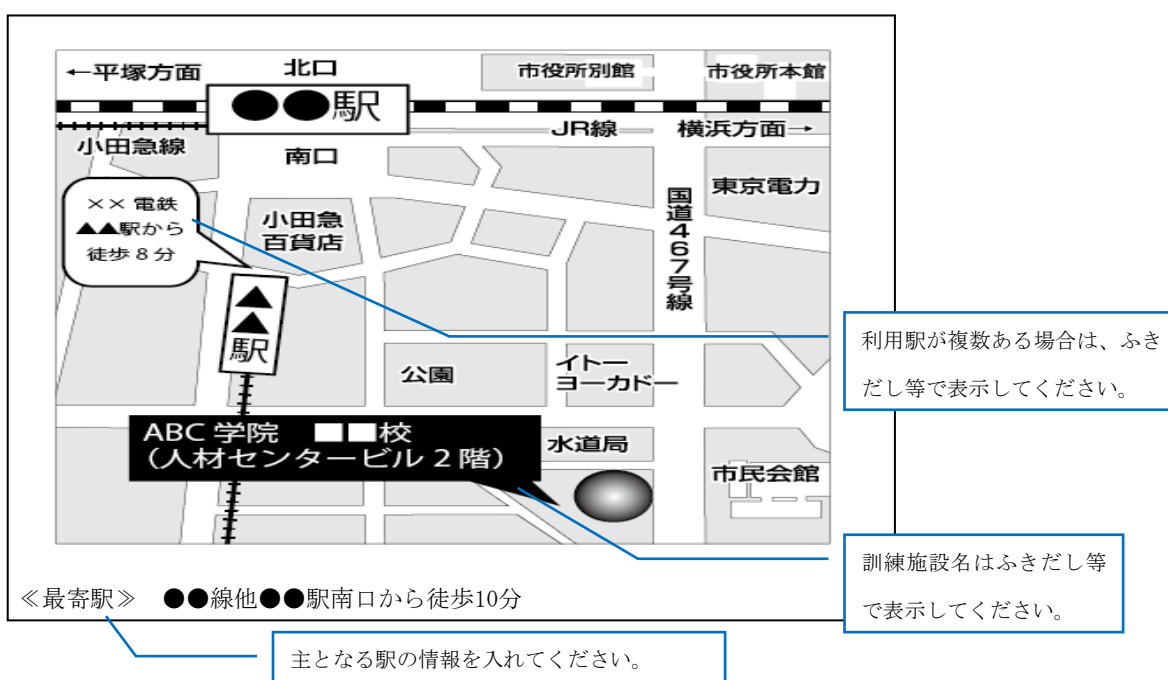 ←平塚方面
北口
市役所別館
市役所本館
●●駅
JR線
横浜方面→
小田急線
南口
東京電力
国道467号線
××電鉄
▲▲駅から
徒歩8分
小田急
百貨店
▲▲駅
利用駅が複数ある場合は、ふき
だし等で表示してください。
公園
イトー
ヨーカドー
ABC学院 ■■校
(人材センタービル2階)
水道局
市民会館
訓練施設名はふきだし等
で表示してください。
≪最寄駅≫ ●●線他●●駅南口から徒歩10分
主となる駅の情報を入れてください。